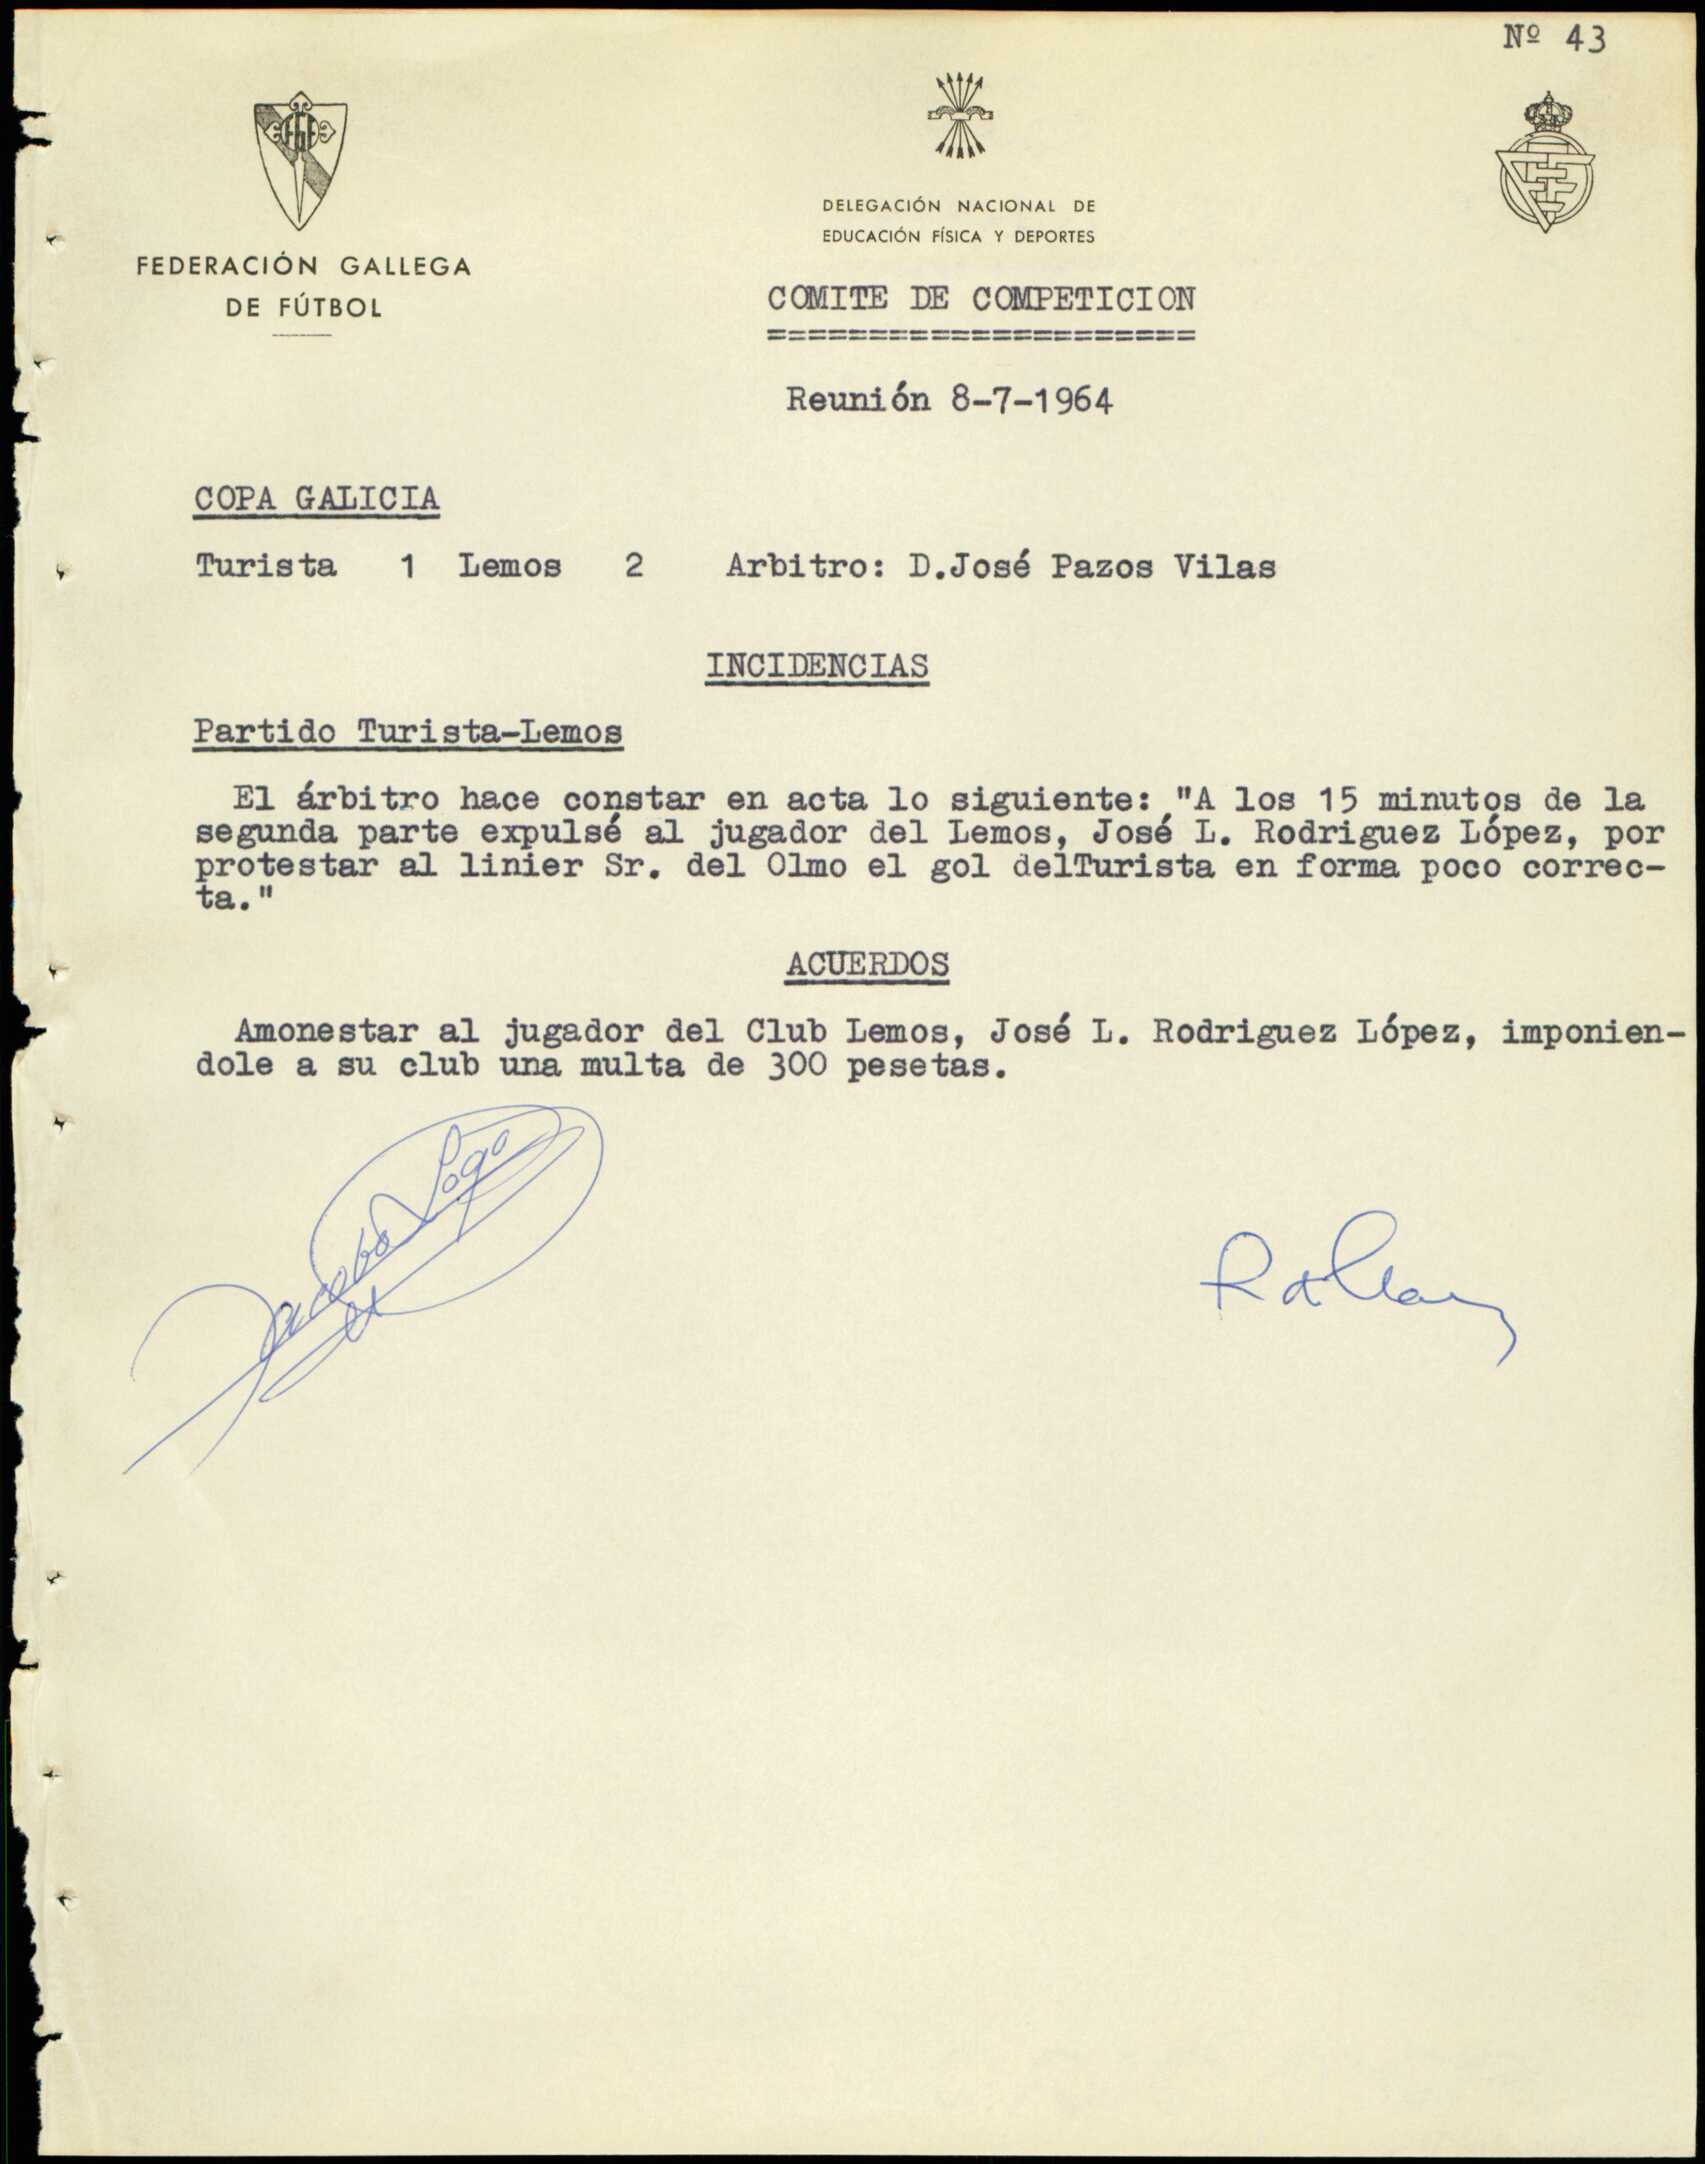 Nº 43
FEDERACIÓN GALLEGA
DE FÚTBOL
DELEGACIÓN NACIONAL DE
EDUCACIÓN FÍSICA Y DEPORTES
COMITE DE COMPETICION
=====================
Reunión 8-7-1964
COPA GALICIA
Turista 1 Lemos 2 Arbitro: D.José Pazos Vilas
INCIDENCIAS
Partido Turista-Lemos
El árbitro hace constar en acta lo siguiente: "A los 15 minutos de la
segunda parte expulsé al jugador del Lemos, José L. Rodriguez López, por
protestar al linier Sr. del Olmo el gol delTurista en forma poco correc-
ta."
ACUERDOS
Amonestar al jugador del Club Lemos, José L. Rodriguez López, imponien-
dole a su club una multa de 300 pesetas.